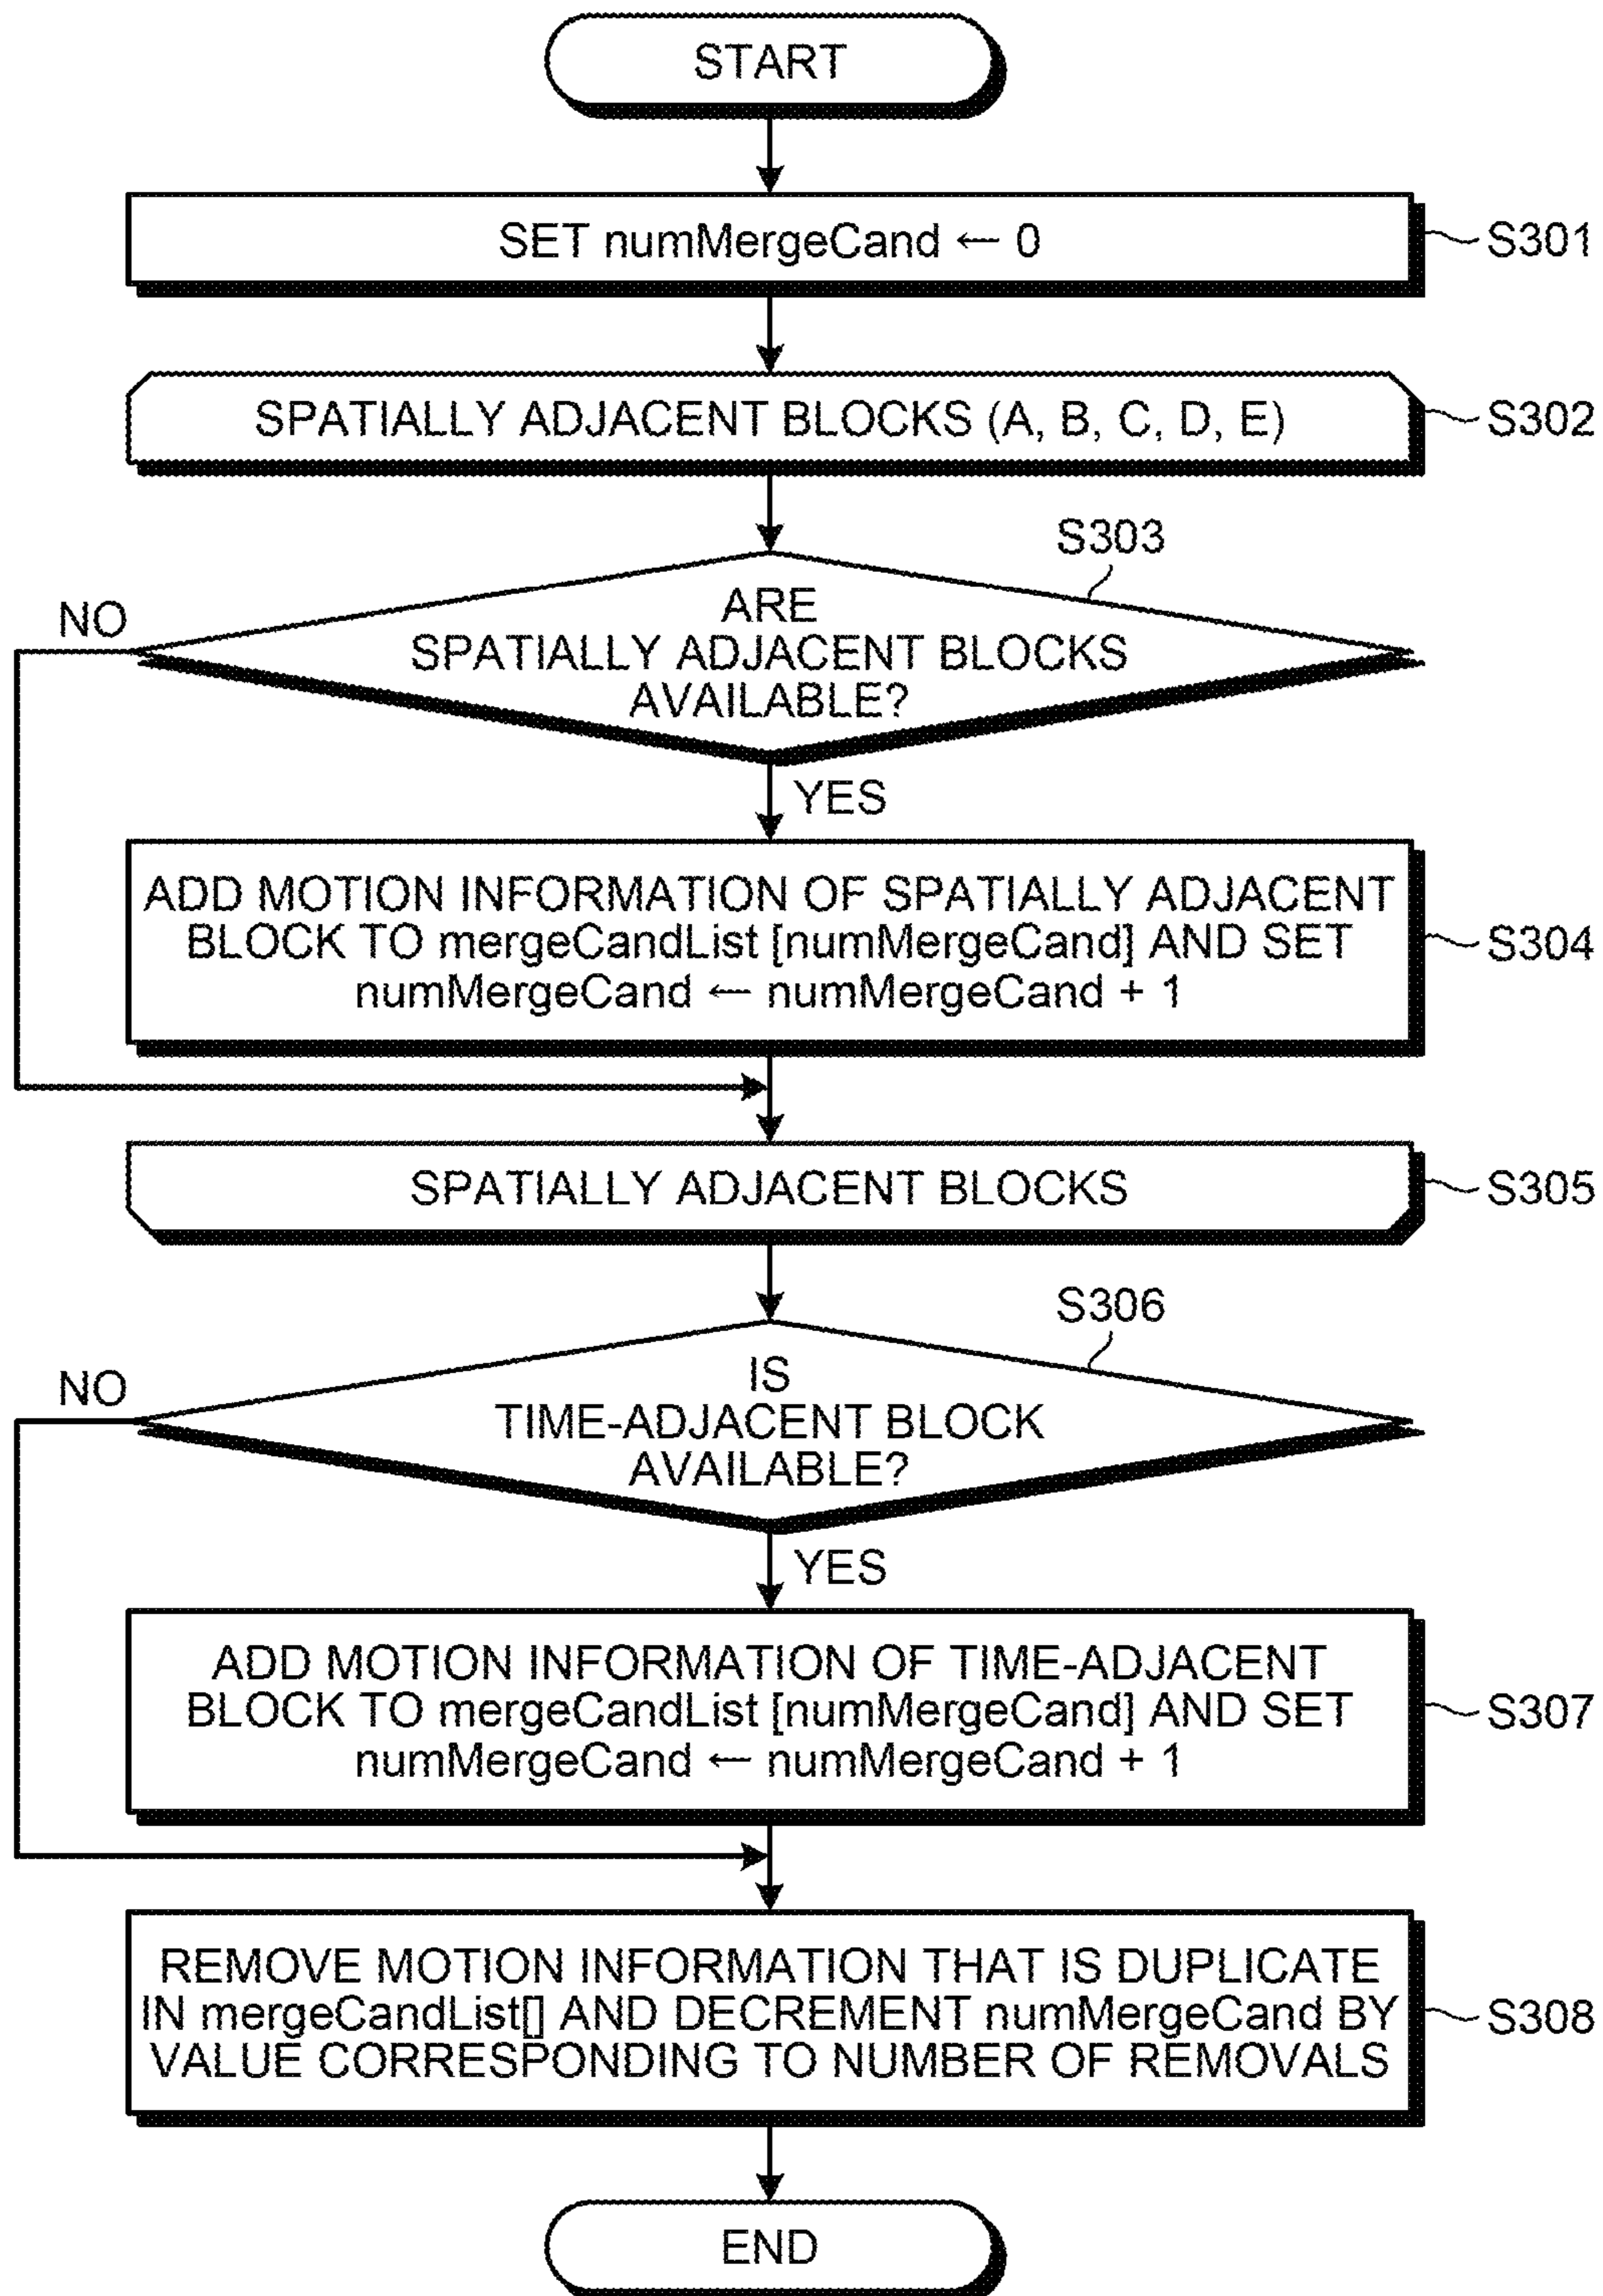 START
SET numMergeCand ← 0
S301
SPATIALLY ADJACENT BLOCKS (A, B, C, D, E)
S302
S303
NO
ARE
SPATIALLY ADJACENT BLOCKS
AVAILABLE?
YES
ADD MOTION INFORMATION OF SPATIALLY ADJACENT
BLOCK TO mergeCandList [numMergeCand] AND SET
numMergeCand ← numMergeCand + 1
S304
SPATIALLY ADJACENT BLOCKS
S305
S306
NO
IS
TIME-ADJACENT BLOCK
AVAILABLE?
YES
ADD MOTION INFORMATION OF TIME-ADJACENT
BLOCK TO mergeCandList [numMergeCand] AND SET
numMergeCand ← numMergeCand + 1
S307
REMOVE MOTION INFORMATION THAT IS DUPLICATE
IN mergeCandList[] AND DECREMENT numMergeCand BY
VALUE CORRESPONDING TO NUMBER OF REMOVALS
S308
END